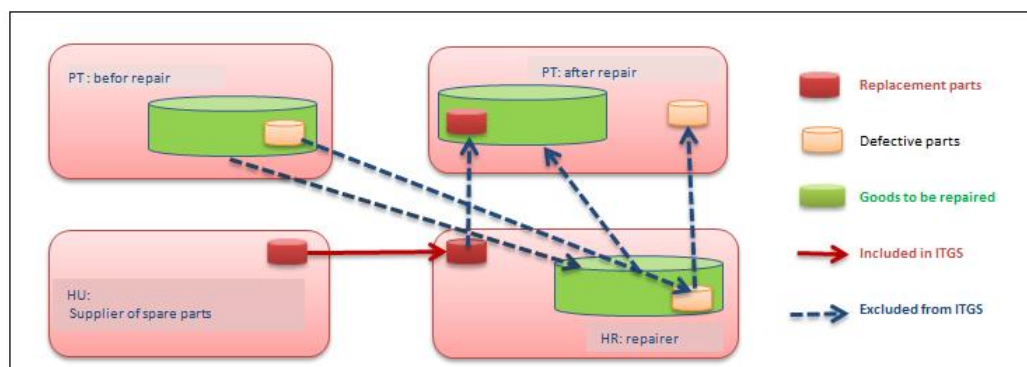 PT: befor repair
PT: after repair
HU:
Supplier of spare parts
HR: repairer
Replacement parts
Defective parts
Goods to be repaired
Included in ITGS
Excluded from ITGS